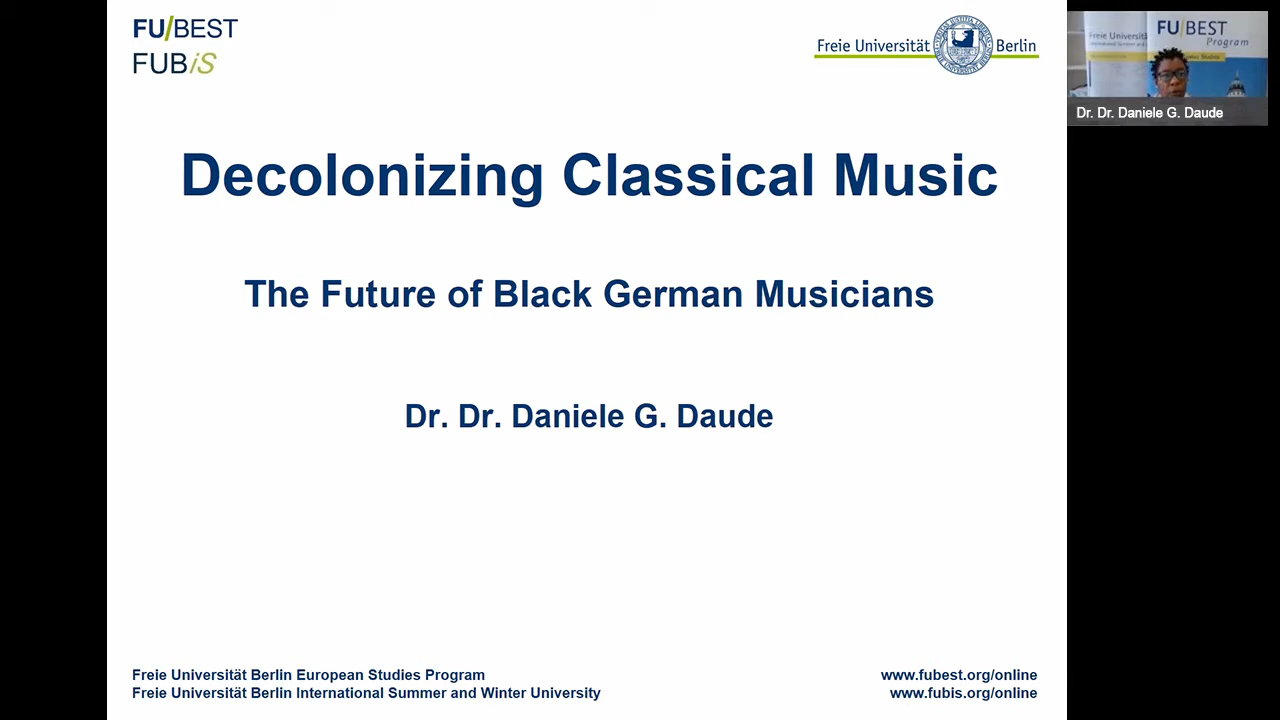 FU/BEST
FUBiS
Freie Universität Berlin
Decolonizing Classical Music
The Future of Black German Musicians
Dr. Dr. Daniele G. Daude
Freie Universität Berlin European Studies Program
Freie Universität Berlin International Summer and Winter University
www.fubest.org/online
www.fubis.org/online
Freie Universitä
FU/BEST
Program
Dr. Dr. Daniele G. Daude